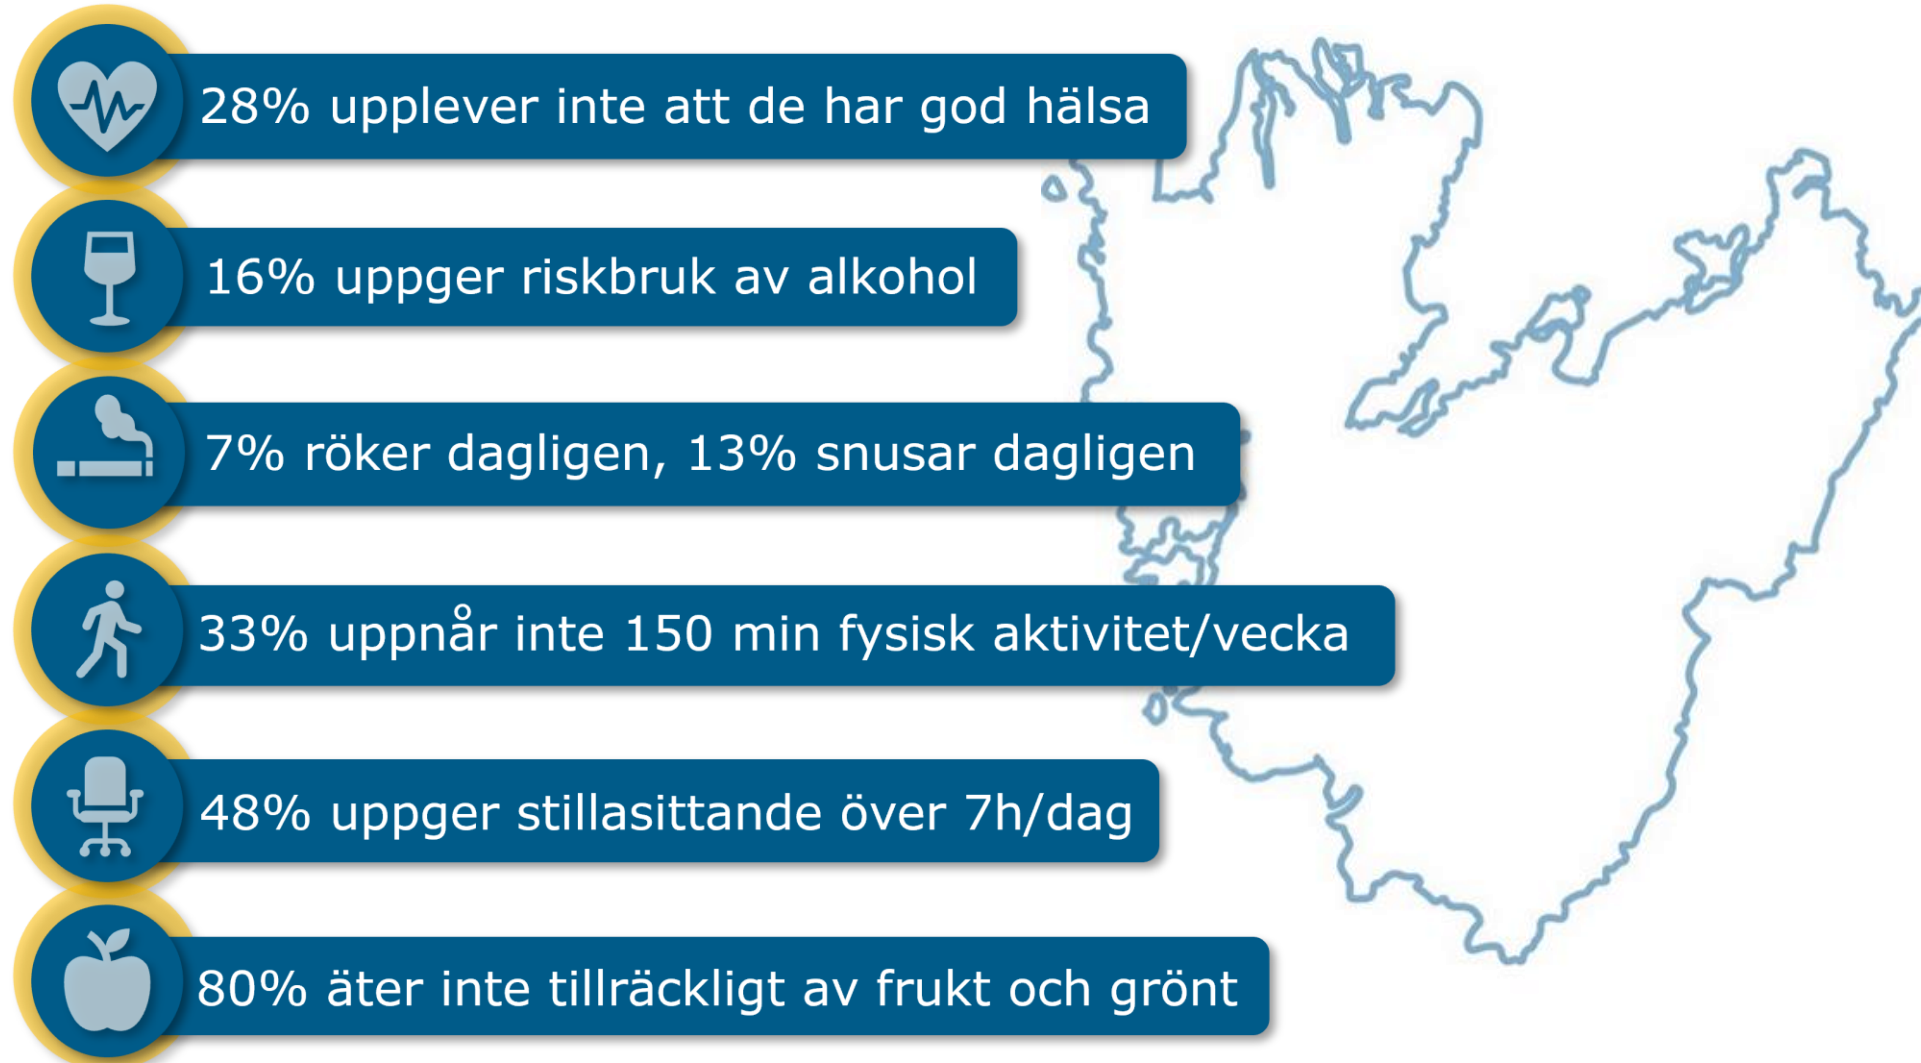 28% upplever inte att de har god hälsa
16% uppger riskbruk av alkohol
7% röker dagligen, 13% snusar dagligen
33% uppnår inte 150 min fysisk aktivitet/vecka
48% uppger stillasittande över 7h/dag
80% äter inte tillräckligt av frukt och grönt